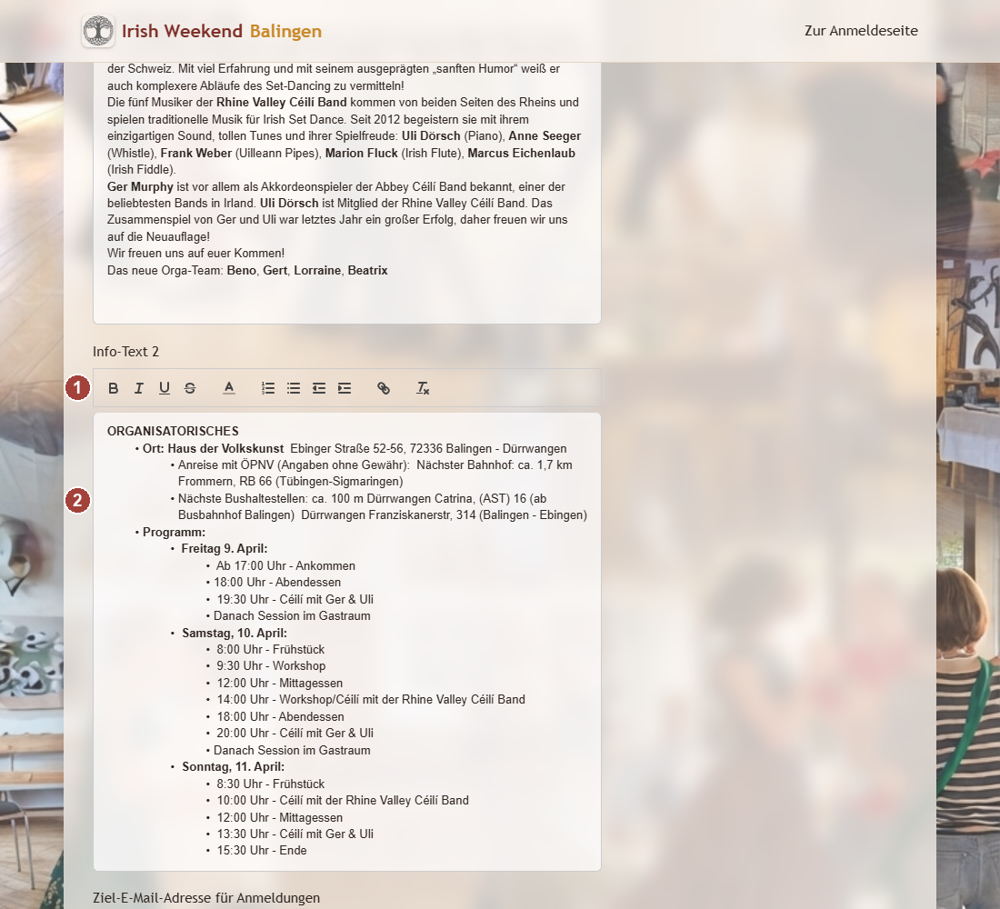 Irish Weekend Balingen
Zur Anmeldeseite
der Schweiz. Mit viel Erfahrung und mit seinem ausgeprägten „sanften Humor“ weiß er
auch komplexere Abläufe des Set-Dancing zu vermitteln!
Die fünf Musiker der Rhine Valley Céilí Band kommen von beiden Seiten des Rheins und
spielen traditionelle Musik für Irish Set Dance. Seit 2012 begeistern sie mit ihrem
einzigartigen Sound, tollen Tunes und ihrer Spielfreude: Uli Dörsch (Piano), Anne Seeger
(Whistle), Frank Weber (Uilleann Pipes), Marion Fluck (Irish Flute), Marcus Eichenlaub
(Irish Fiddle).
Ger Murphy ist vor allem als Akkordeonspieler der Abbey Céilí Band bekannt, einer der
beliebtesten Bands in Irland. Uli Dörsch ist Mitglied der Rhine Valley Céilí Band. Das
Zusammenspiel von Ger und Uli war letztes Jahr ein großer Erfolg, daher freuen wir uns
auf die Neuauflage!
Wir freuen uns auf euer Kommen!
Das neue Orga-Team: Beno, Gert, Lorraine, Beatrix
Info-Text 2
1
2
ORGANISATORISCHES
• Ort: Haus der Volkskunst  Ebinger Straße 52-56, 72336 Balingen - Dürrwangen
• Anreise mit ÖPNV (Angaben ohne Gewähr):  Nächster Bahnhof: ca. 1,7 km
Frommern, RB 66 (Tübingen-Sigmaringen)
• Nächste Bushaltestellen: ca. 100 m Dürrwangen Catrina, (AST) 16 (ab
Busbahnhof Balingen)  Dürrwangen Franziskanerstr, 314 (Balingen - Ebingen)
• Programm:
• Freitag 9. April:
• Ab 17:00 Uhr - Ankommen
• 18:00 Uhr - Abendessen
• 19:30 Uhr - Céilí mit Ger & Uli
• Danach Session im Gastraum
• Samstag, 10. April:
• 8:00 Uhr - Frühstück
• 9:30 Uhr - Workshop
• 12:00 Uhr - Mittagessen
• 14:00 Uhr - Workshop/Céilí mit der Rhine Valley Céilí Band
• 18:00 Uhr - Abendessen
• 20:00 Uhr - Céilí mit Ger & Uli
• Danach Session im Gastraum
• Sonntag, 11. April:
• 8:30 Uhr - Frühstück
• 10:00 Uhr - Céilí mit der Rhine Valley Céilí Band
• 12:00 Uhr - Mittagessen
• 13:30 Uhr - Céilí mit Ger & Uli
• 15:30 Uhr - Ende
Ziel-E-Mail-Adresse für Anmeldungen